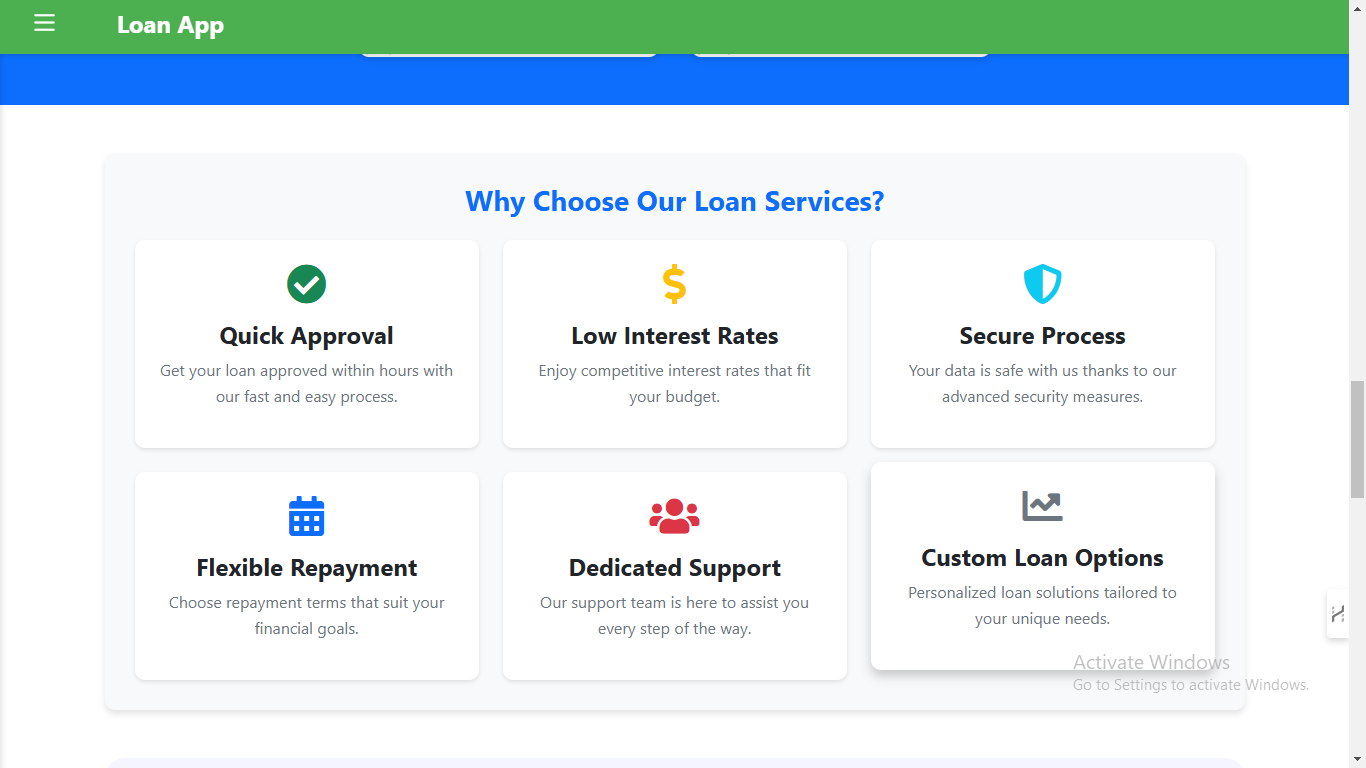 Loan App
Why Choose Our Loan Services?
Quick Approval
Get your loan approved within hours with
our fast and easy process.
Low Interest Rates
Enjoy competitive interest rates that fit
your budget.
Secure Process
Your data is safe with us thanks to our
advanced security measures.
Flexible Repayment
Choose repayment terms that suit your
financial goals.
Dedicated Support
Our support team is here to assist you
every step of the way.
Custom Loan Options
Personalized loan solutions tailored to
your unique needs.
Activate Windows
Go to Settings to activate Windows.